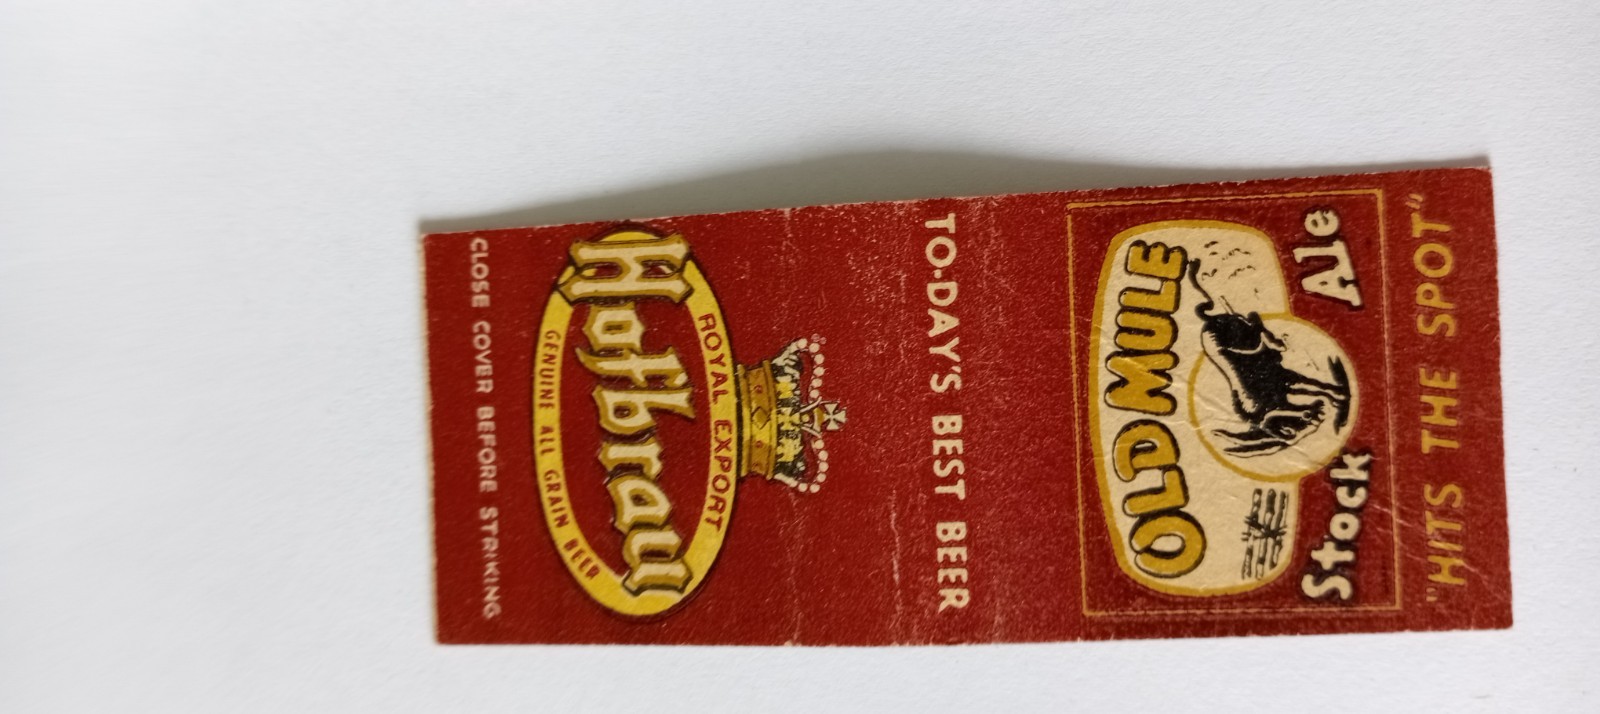 TO-DAY'S BEST BEER
ROYAL EXPORT
Hofbrau
GENUINE ALL GRAIN BEER
CLOSE COVER BEFORE STRIKING
OLD MULE
Stock Ale
"HITS THE SPOT"